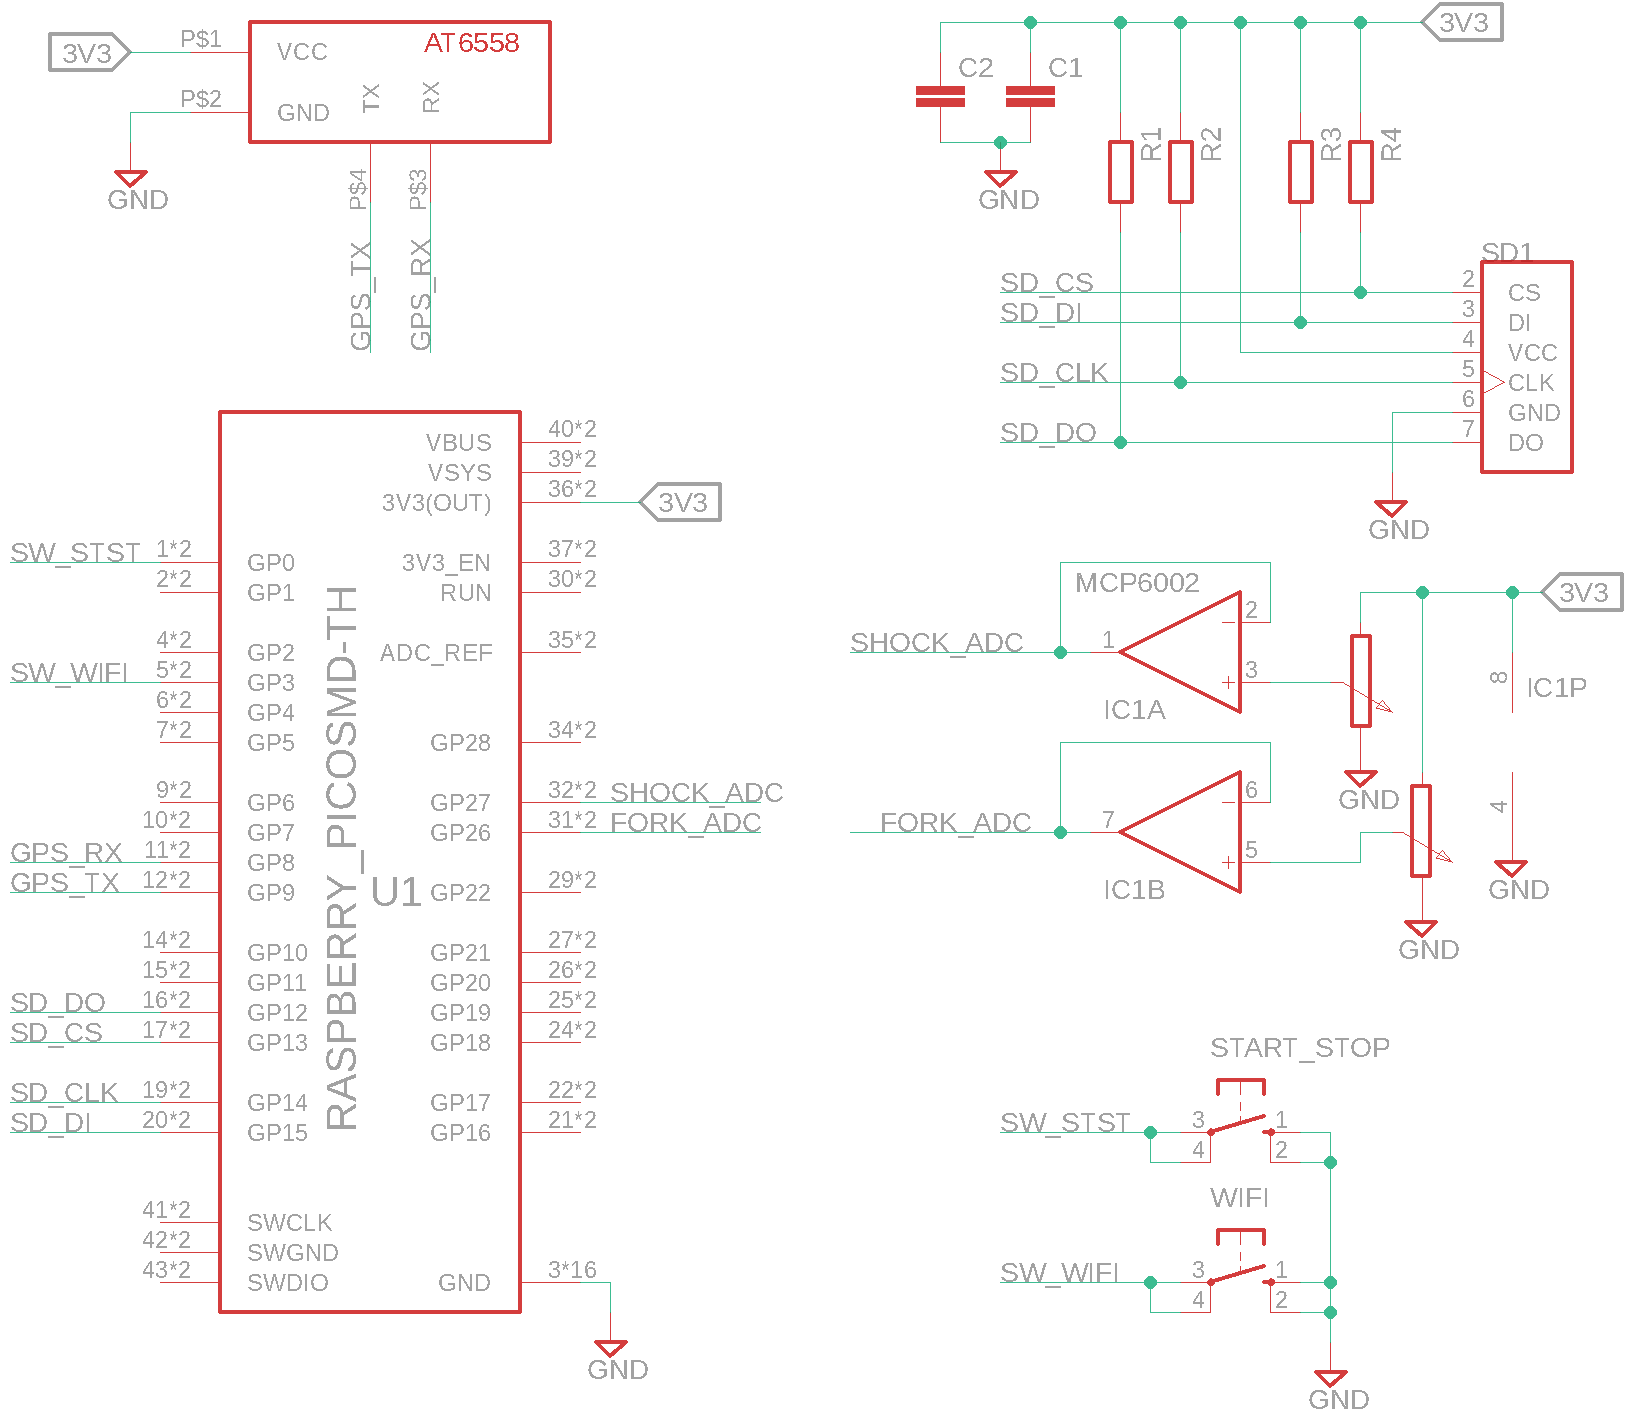 3V3
P$1
VCC
AT6558
P$2
GND
TX
RX
GND
P$4
P$3
GPS_TX
GPS_RX
3V3
C2
C1
GND
R1
R2
R3
R4
SD1
SD_CS
2
CS
SD_DI
3
DI
4
VCC
SD_CLK
5
CLK
6
GND
SD_DO
7
DO
GND
VBUS
40*2
VSYS
39*2
3V3(OUT)
36*2
3V3
SW_STST
1*2
GP0
3V3_EN
37*2
2*2
GP1
RUN
30*2
4*2
GP2
ADC_REF
35*2
SW_WIFI
5*2
GP3
6*2
GP4
7*2
GP5
GP28
34*2
9*2
GP6
GP27
32*2
SHOCK_ADC
10*2
GP7
GP26
31*2
FORK_ADC
GPS_RX
11*2
GP8
GPS_TX
12*2
GP9
GP22
29*2
RASPBERRY_PICOSMD-TH
U1
14*2
GP10
GP21
27*2
15*2
GP11
GP20
26*2
SD_DO
16*2
GP12
GP19
25*2
SD_CS
17*2
GP13
GP18
24*2
SD_CLK
19*2
GP14
GP17
22*2
SD_DI
20*2
GP15
GP16
21*2
41*2
SWCLK
42*2
SWGND
43*2
SWDIO
GND
3*16
GND
MCP6002
SHOCK_ADC
1
2
3
IC1A
3V3
8
IC1P
GND
FORK_ADC
7
6
5
IC1B
4
GND
GND
START_STOP
SW_STST
3
1
4
2
WIFI
SW_WIFI
3
1
4
2
GND